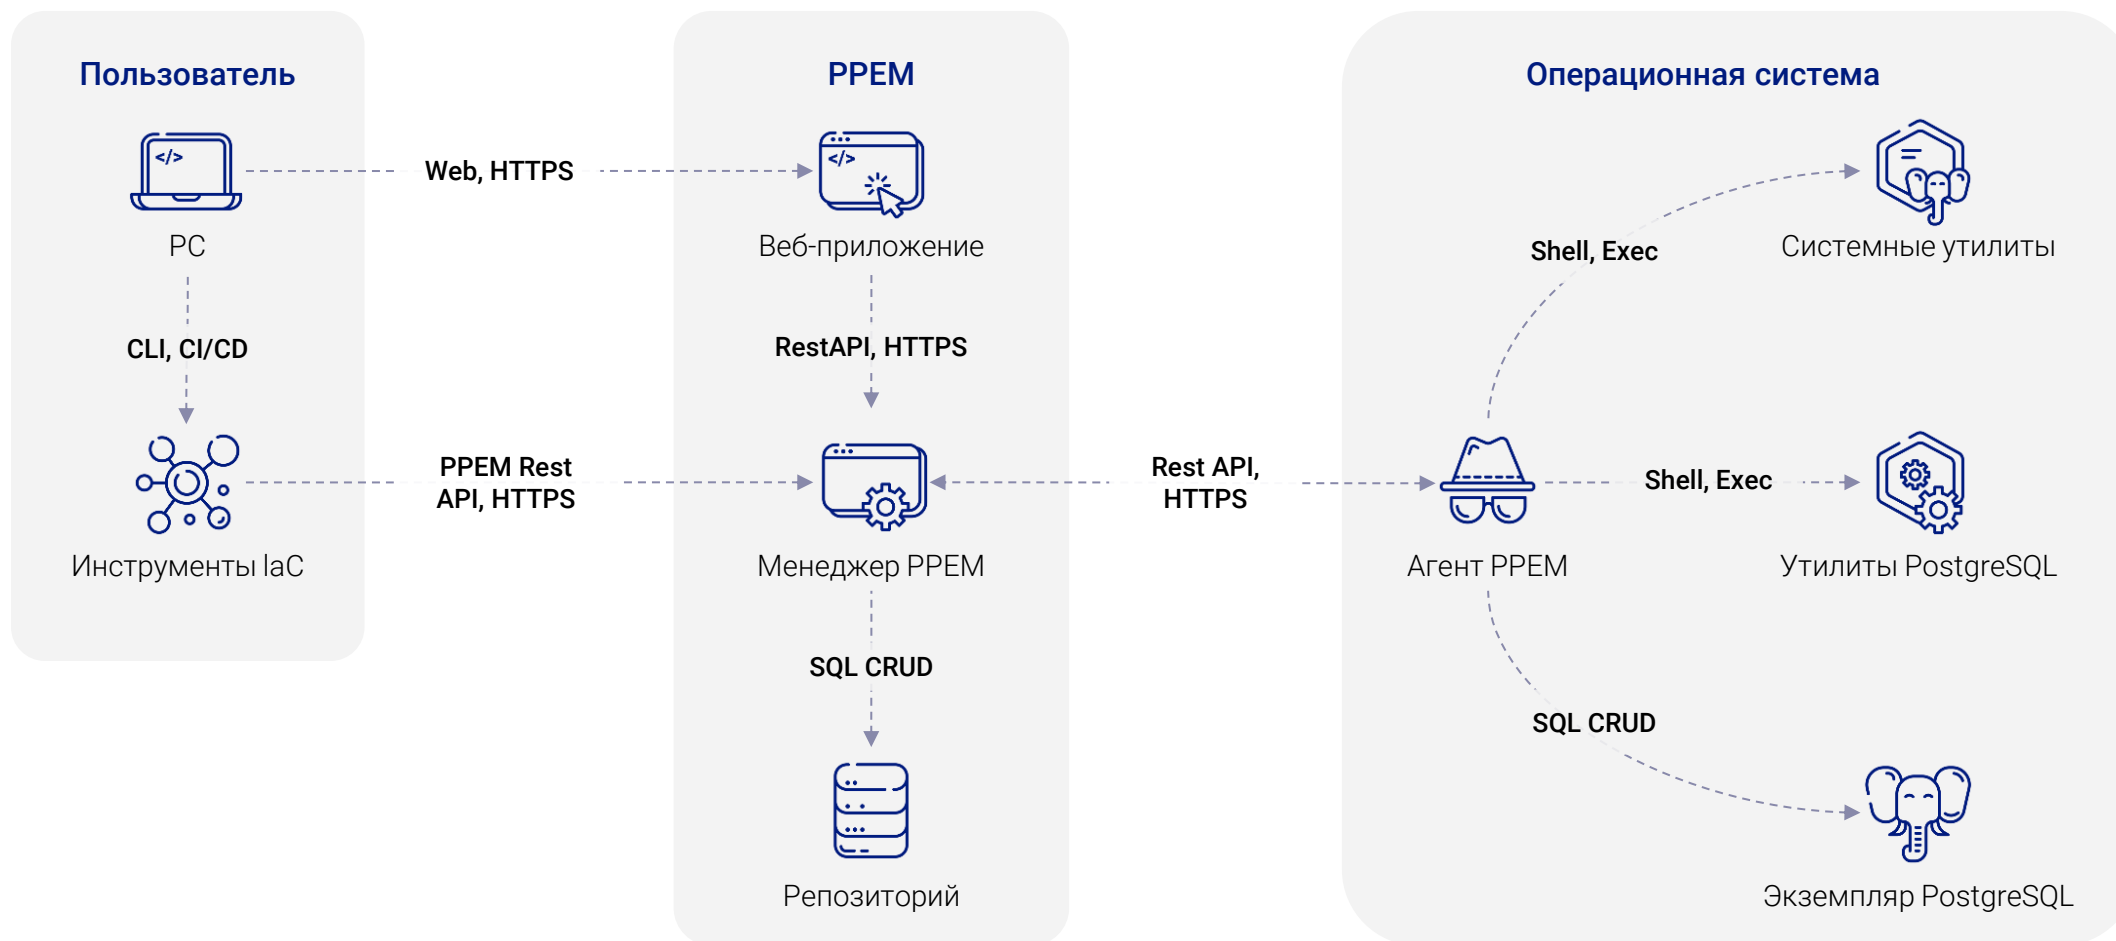 Пользователь
PPEM
Операционная система
</>
</>
Web, HTTPS
PC
Веб-приложение
Shell, Exec
Системные утилиты
CLI, CI/CD
RestAPI, HTTPS
PPEM Rest
API, HTTPS
Rest API,
HTTPS
Shell, Exec
Инструменты IaC
Менеджер PPEM
Агент PPEM
Утилиты PostgreSQL
SQL CRUD
SQL CRUD
Репозиторий
Экземпляр PostgreSQL